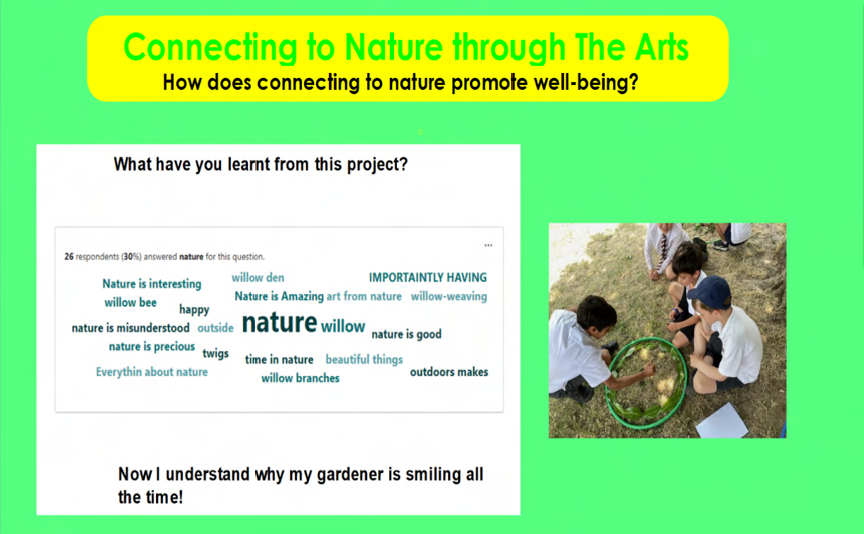 Connecting to Nature through The Arts
How does connecting to nature promote well-being?
What have you learnt from this project?
26 respondents (30%) answered nature for this question.
Nature is interesting
willow den
IMPORTAINTLY HAVING
willow bee
happy
Nature is Amazing
art from nature
willow-weaving
nature is misunderstood
outside
nature
willow
nature is good
nature is precious
twigs
time in nature
beautiful things
Everythin about nature
willow branches
outdoors makes
Now I understand why my gardener is smiling all
the time!